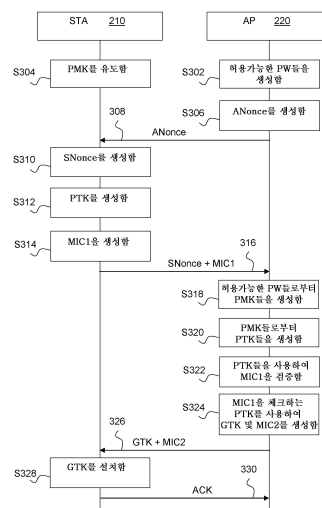 STA 210
AP 220
S304
PMK를 유도함
S302
허용가능한 PW들을
생성함
S306
ANonce를 생성함
308
ANonce
S310
SNonce를 생성함
S312
PTK를 생성함
S314
MIC1을 생성함
316
SNonce + MIC1
S318
허용가능한 PW들로부터
PMK들을 생성함
S320
PMK들로부터
PTK들을 생성함
S322
PTK들을 사용하여
MIC1을 검증함
S324
MIC1을 체크하는
PTK를 사용하여
GTK 및 MIC2를 생성함
326
GTK + MIC2
S328
GTK를 설치함
330
ACK